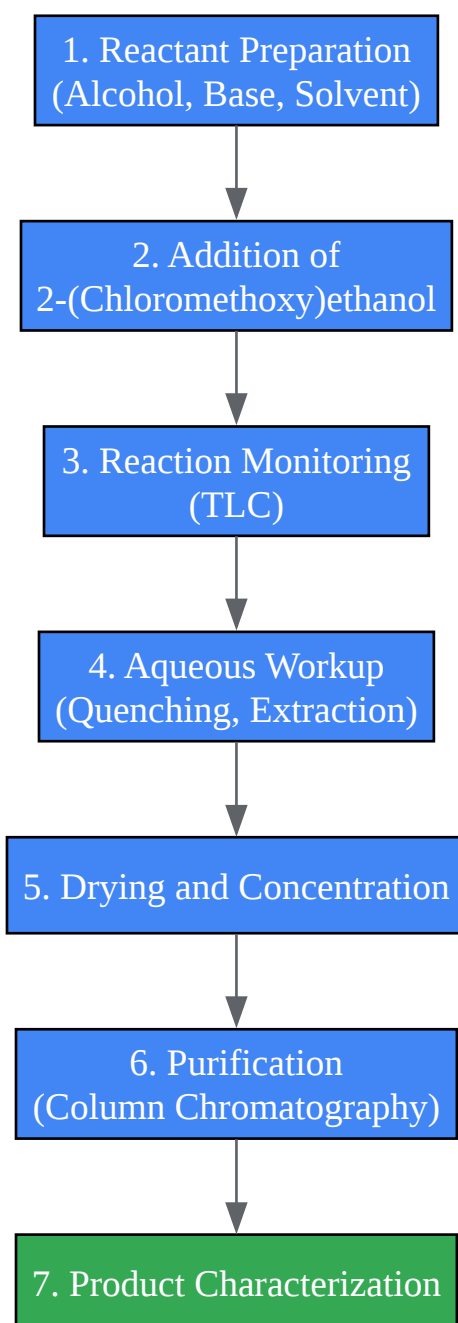 1. Reactant Preparation
(Alcohol, Base, Solvent)
2. Addition of
2-(Chloromethoxy)ethanol
3. Reaction Monitoring
(TLC)
4. Aqueous Workup
(Quenching, Extraction)
5. Drying and Concentration
6. Purification
(Column Chromatography)
7. Product Characterization